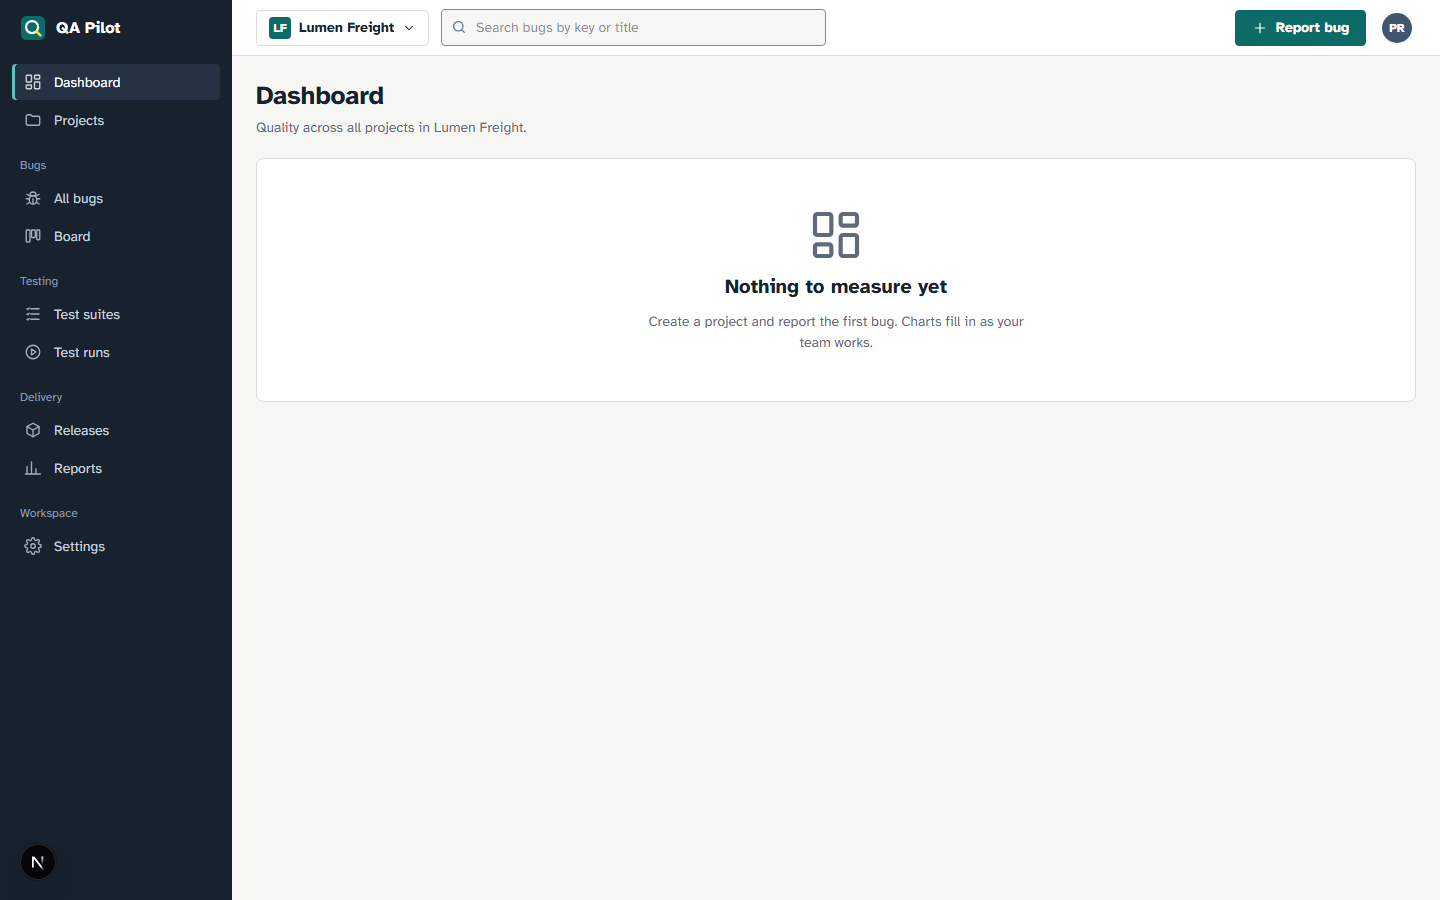 QA Pilot
Dashboard
Projects
Bugs
All bugs
Board
Testing
Test suites
Test runs
Delivery
Releases
Reports
Workspace
Settings
N
LF Lumen Freight
Search bugs by key or title
Report bug
PR
Dashboard
Quality across all projects in Lumen Freight.
Nothing to measure yet
Create a project and report the first bug. Charts fill in as your
team works.